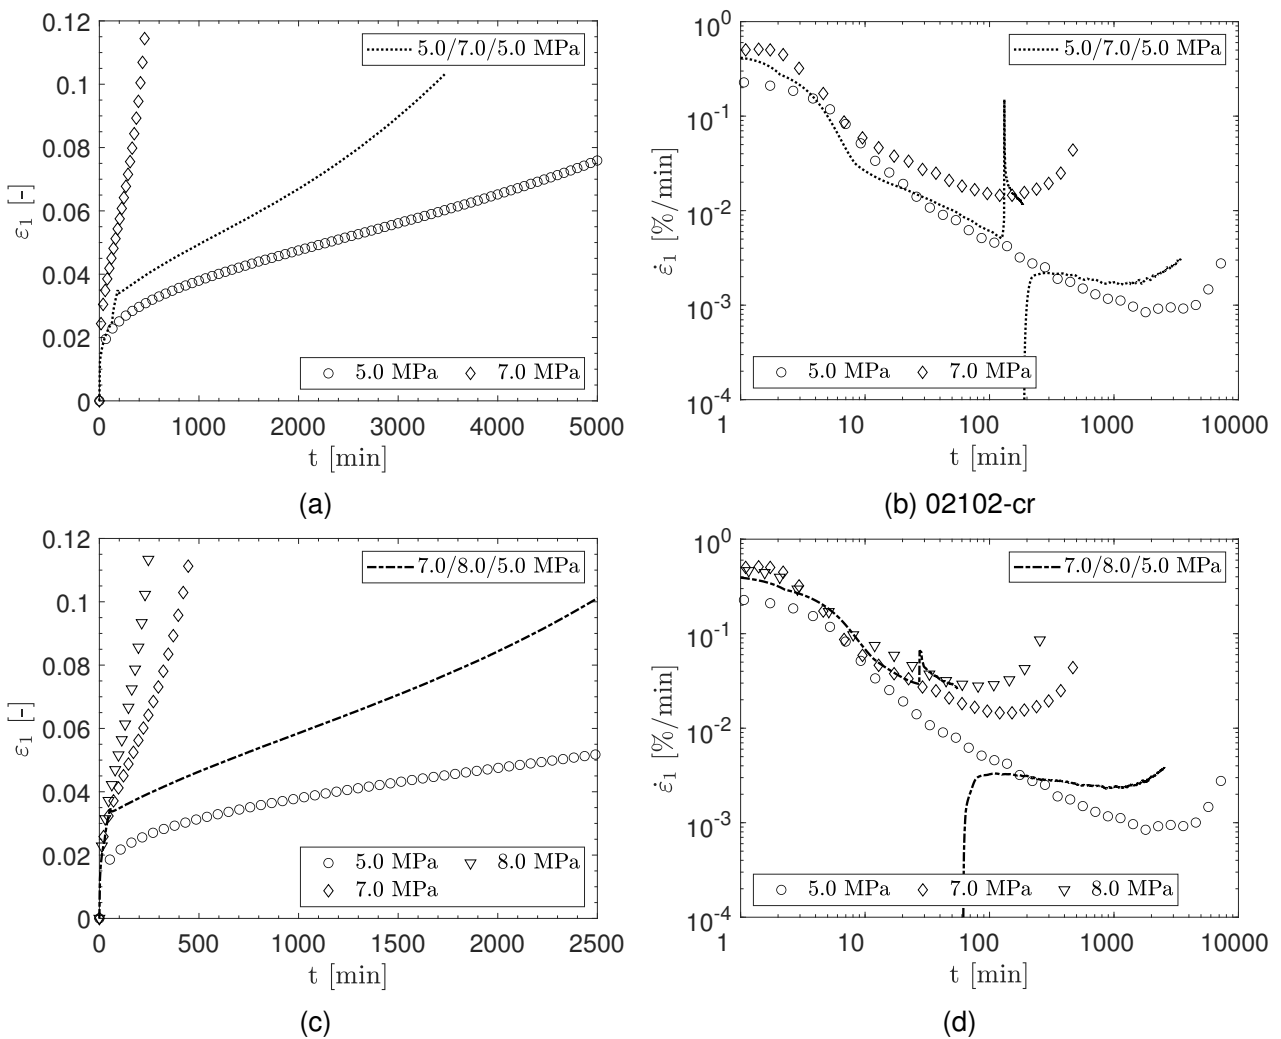 0.12
0.1
0.08
0.06
0.04
0.02
0
ε₁ [-]
5.0/7.0/5.0 MPa
5.0 MPa 7.0 MPa
0 1000 2000 3000 4000 5000
t [min]
(a)
10⁰
10⁻¹
10⁻²
10⁻³
10⁻⁴
ε̇₁ [%/min]
5.0/7.0/5.0 MPa
5.0 MPa 7.0 MPa
1 10 100 1000 10000
t [min]
(b) 02102-cr
0.12
0.1
0.08
0.06
0.04
0.02
0
ε₁ [-]
7.0/8.0/5.0 MPa
5.0 MPa 8.0 MPa
7.0 MPa
0 500 1000 1500 2000 2500
t [min]
(c)
10⁰
10⁻¹
10⁻²
10⁻³
10⁻⁴
ε̇₁ [%/min]
7.0/8.0/5.0 MPa
5.0 MPa 7.0 MPa 8.0 MPa
1 10 100 1000 10000
t [min]
(d)